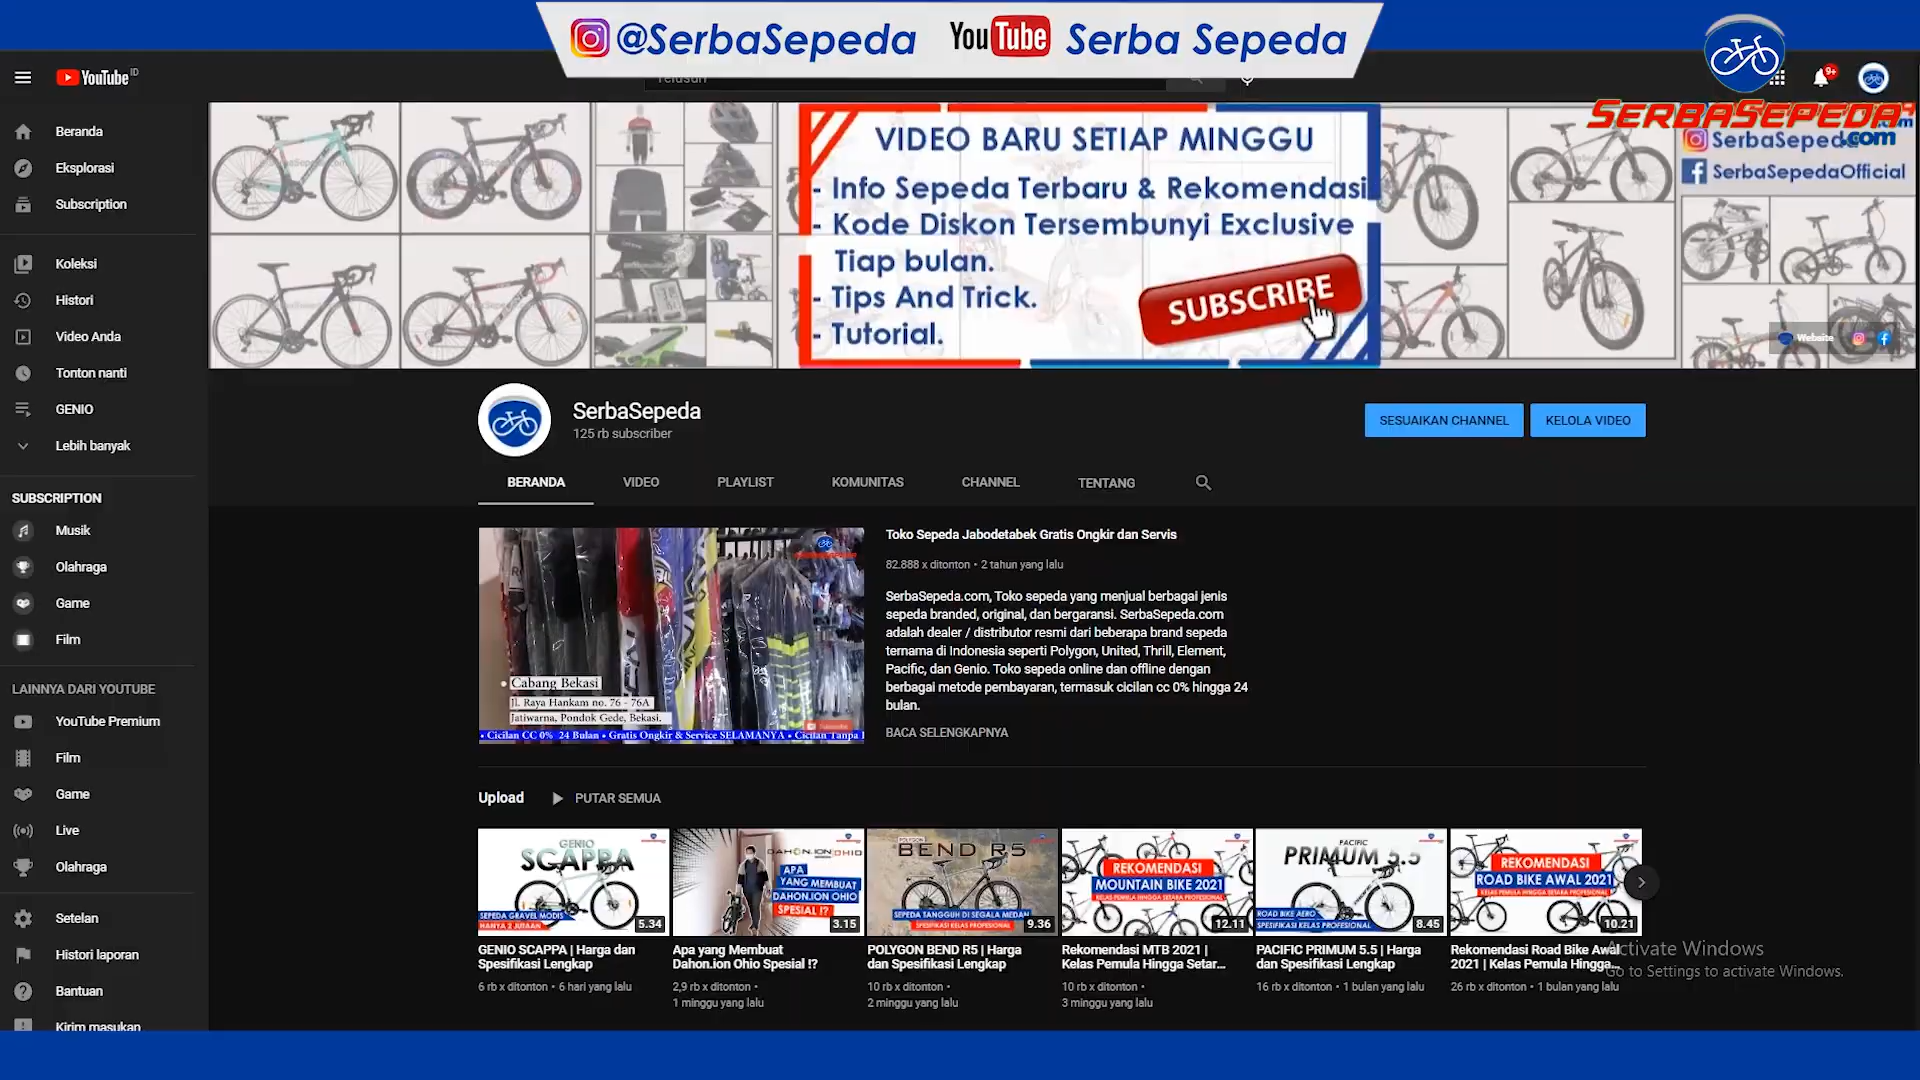 @SerbaSepeda YouTube Serba Sepeda
YouTube ID
9+
SERBASEPEDA
.com
SerbaSepeda
SerbaSepedaOfficial
Website
VIDEO BARU SETIAP MINGGU
- Info Sepeda Terbaru & Rekomendasi
- Kode Diskon Tersembunyi Exclusive
Tiap bulan.
- Tips And Trick.
- Tutorial.
SUBSCRIBE
Beranda
Eksplorasi
Subscription
Koleksi
Histori
Video Anda
Tonton nanti
GENIO
Lebih banyak
SUBSCRIPTION
Musik
Olahraga
Game
Film
LAINNYA DARI YOUTUBE
YouTube Premium
Film
Game
Live
Olahraga
Setelan
Histori laporan
Bantuan
Kirim masukan
SerbaSepeda
125 rb subscriber
SESUAIKAN CHANNEL
KELOLA VIDEO
BERANDA VIDEO PLAYLIST KOMUNITAS CHANNEL TENTANG
• Cabang Bekasi
Jl. Raya Hankam no. 76 - 76A
Jatiwarna, Pondok Gede, Bekasi.
• Cicilan CC 0% 24 Bulan • Gratis Ongkir & Service SELAMANYA • Cicilan Tanpa
Toko Sepeda Jabodetabek Gratis Ongkir dan Servis
82.888 x ditonton • 2 tahun yang lalu
SerbaSepeda.com, Toko sepeda yang menjual berbagai jenis
sepeda branded, original, dan bergaransi. SerbaSepeda.com
adalah dealer / distributor resmi dari beberapa brand sepeda
ternama di Indonesia seperti Polygon, United, Thrill, Element,
Pacific, dan Genio. Toko sepeda online dan offline dengan
berbagai metode pembayaran, termasuk cicilan cc 0% hingga 24
bulan.
BACA SELENGKAPNYA
Upload PUTAR SEMUA
GENIO
SCAPPA
SEPEDA GRAVEL MODIS
HANYA 2 JUTAAN
5.34
GENIO SCAPPA | Harga dan
Spesifikasi Lengkap
6 rb x ditonton • 6 hari yang lalu
DAHON.ION OHIO
APA
YANG MEMBUAT
DAHON.ION OHIO
SPESIAL !?
3.15
Apa yang Membuat
Dahon.ion Ohio Spesial !?
2,9 rb x ditonton •
1 minggu yang lalu
POLYGON
BEND R5
SEPEDA TANGGUH DI SEGALA MEDAN
SPESIFIKASI KELAS PROFESIONAL
9.36
POLYGON BEND R5 | Harga
dan Spesifikasi Lengkap
10 rb x ditonton •
2 minggu yang lalu
REKOMENDASI
MOUNTAIN BIKE 2021
KELAS PEMULA HINGGA SETARA PROFESIONAL
12.11
Rekomendasi MTB 2021 |
Kelas Pemula Hingga Setar...
10 rb x ditonton •
3 minggu yang lalu
PACIFIC
PRIMUM 5.5
ROAD BIKE AERO
SPESIFIKASI KELAS PROFESIONAL
8.45
PACIFIC PRIMUM 5.5 | Harga
dan Spesifikasi Lengkap
16 rb x ditonton • 1 bulan yang lalu
REKOMENDASI
ROAD BIKE AWAL 2021
KELAS PEMULA HINGGA SETARA PROFESIONAL
10.21
Rekomendasi Road Bike Awal
2021 | Kelas Pemula Hingga...
26 rb x ditonton • 1 bulan yang lalu
Activate Windows
Go to Settings to activate Windows.